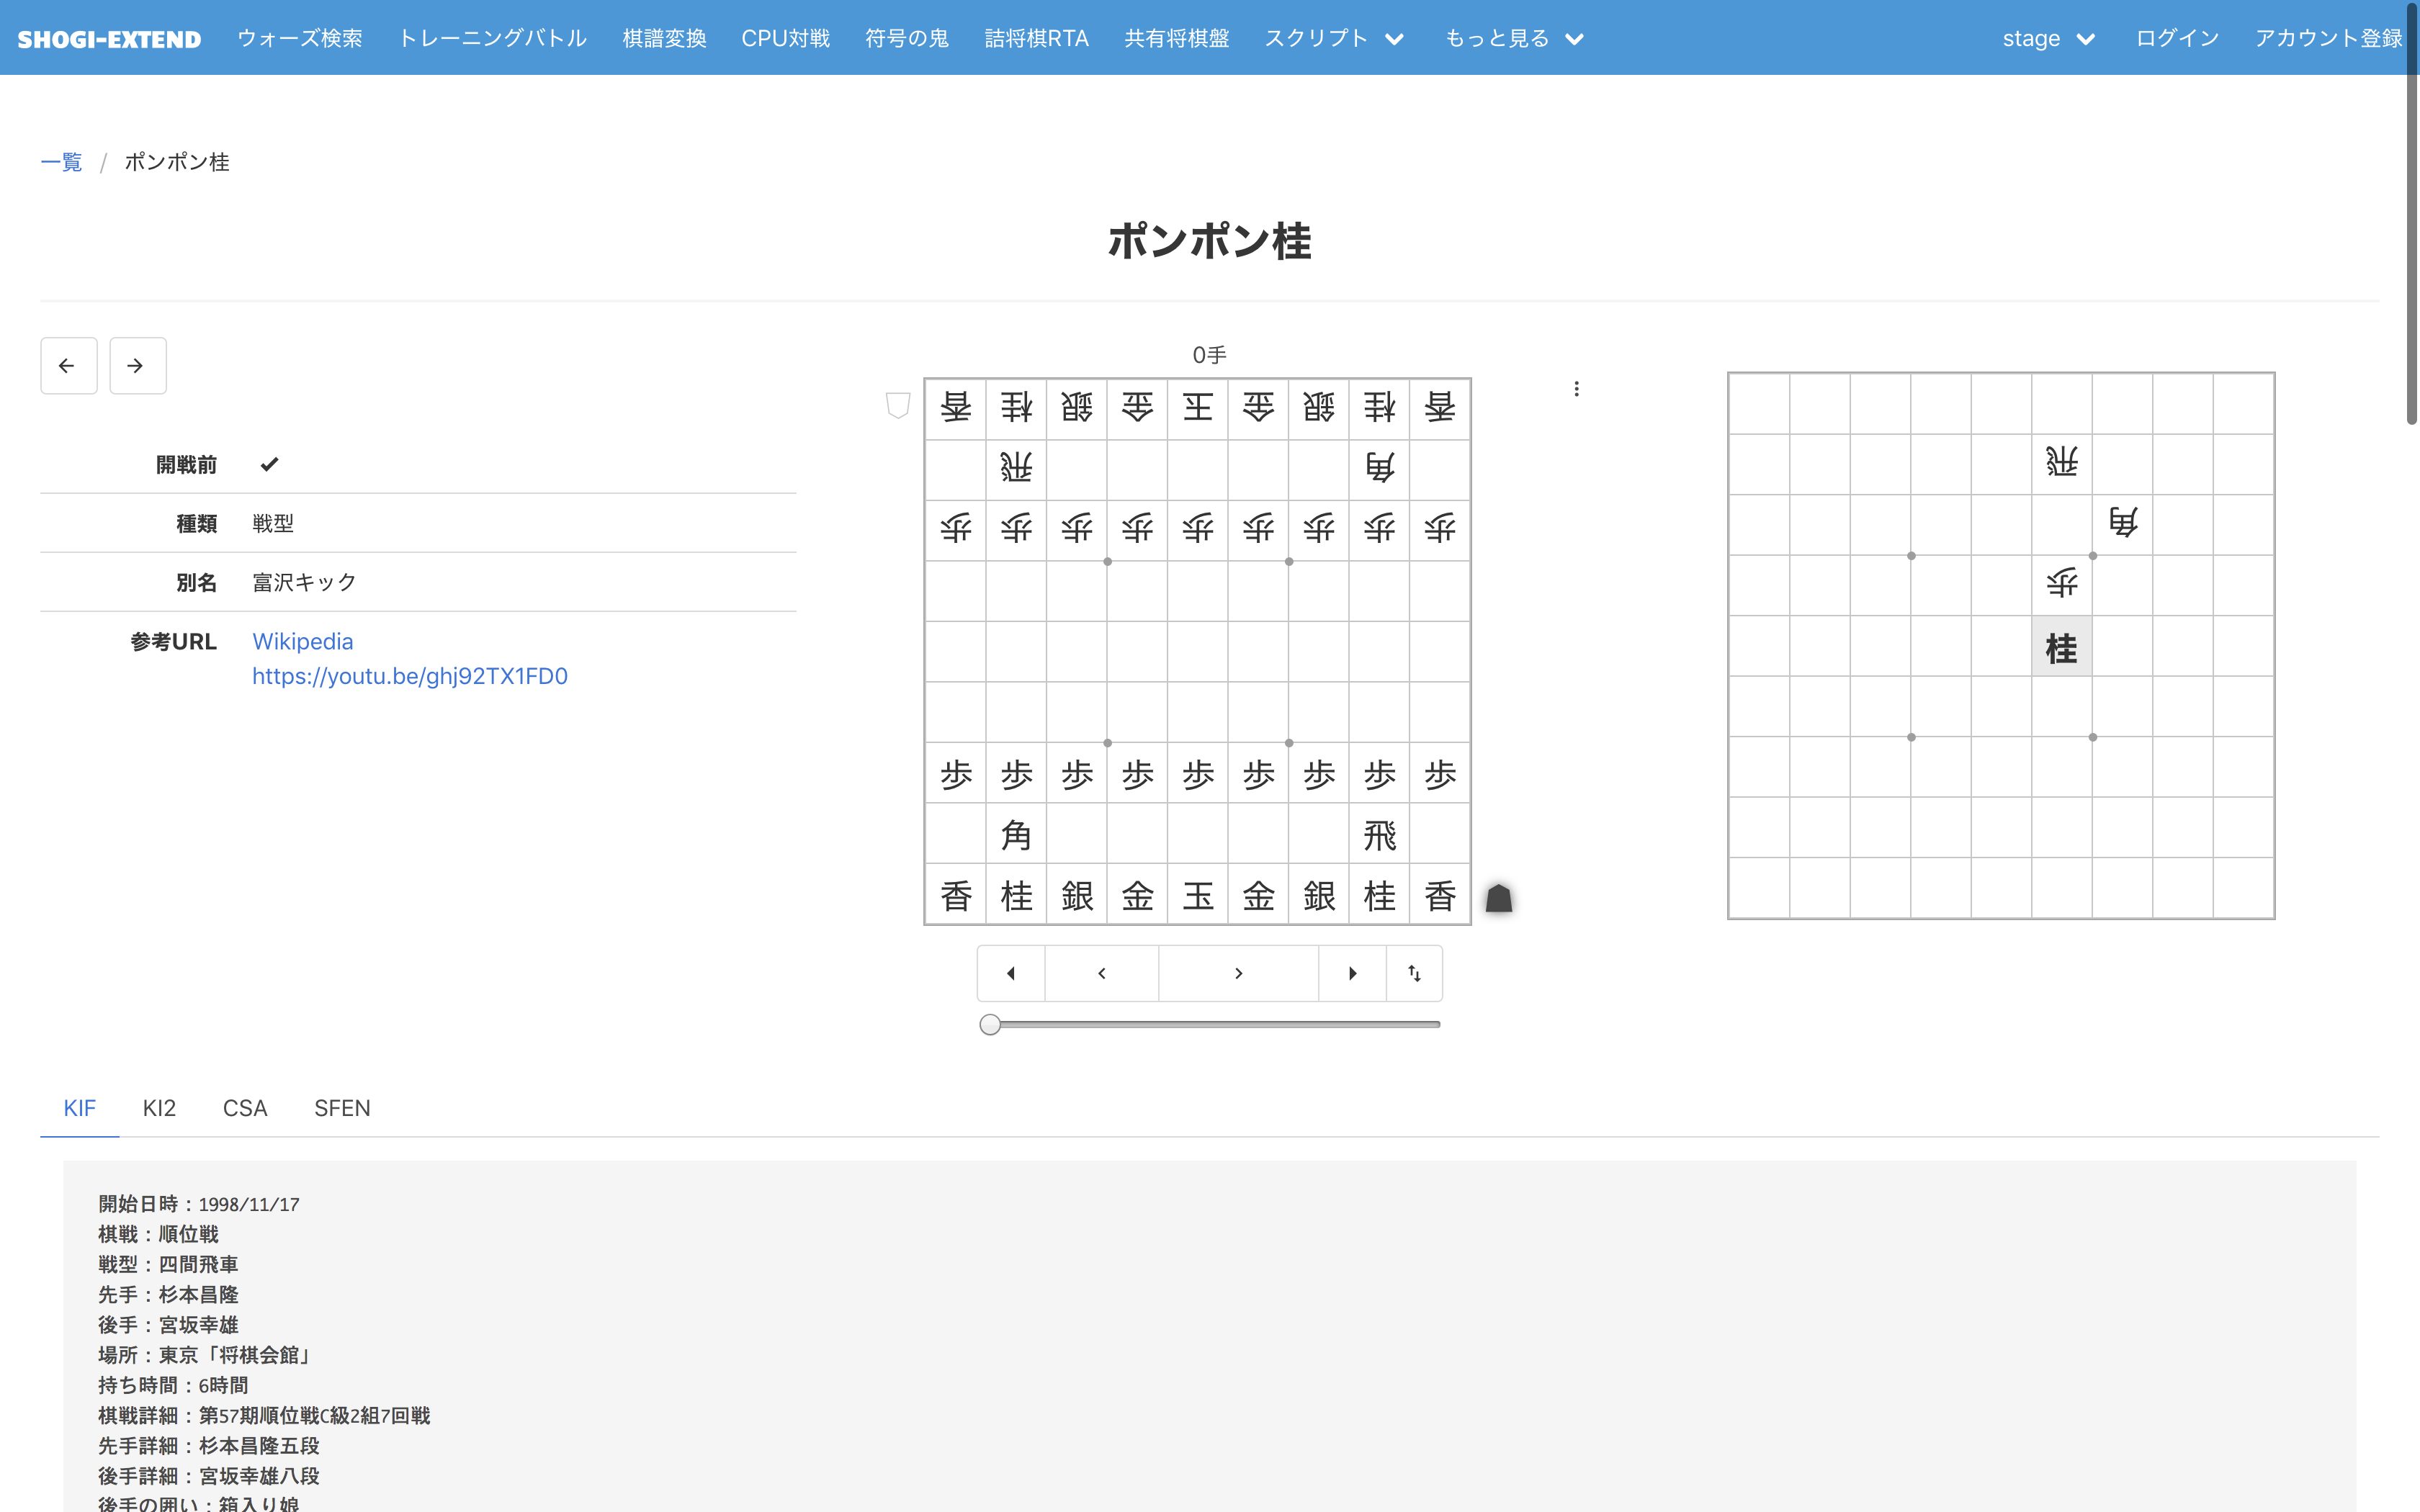 SHOGI-EXTEND ウォーズ検索 トレーニングバトル 棋譜変換 CPU対戦 符号の鬼 詰将棋RTA 共有将棋盤 スクリプト もっと見る stage ログイン アカウント登録
一覧 / ポンポン桂
ポンポン桂
開戦前
種類 戦型
別名 富沢キック
参考URL Wikipedia
https://youtu.be/ghj92TX1FD0
0手
香桂銀金王金銀桂香
飛角
歩歩歩歩歩歩歩歩歩
歩歩歩歩歩歩歩歩歩
角飛
香桂銀金玉金銀桂香
飛
角
歩
桂
KIF KI2 CSA SFEN
開始日時：1998/11/17
棋戦：順位戦
戦型：四間飛車
先手：杉本昌隆
後手：宮坂幸雄
場所：東京「将棋会館」
持ち時間：6時間
棋戦詳細：第57期順位戦C級2組7回戦
先手詳細：杉本昌隆五段
後手詳細：宮坂幸雄八段
後手の囲い：箱入り娘